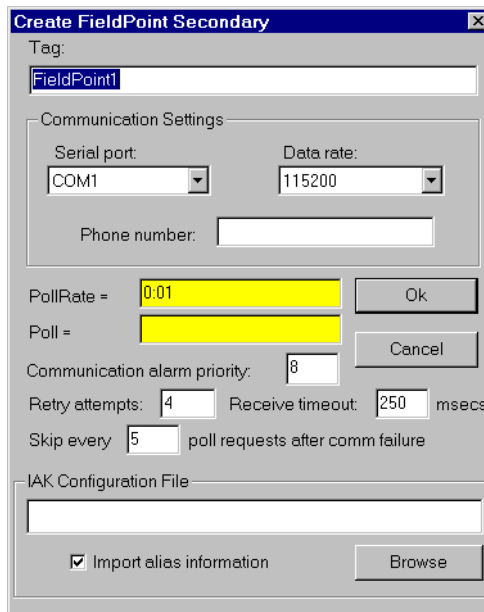 Create FieldPoint Secondary
Tag:
FieldPoint1
Communication Settings
Serial port: Data rate:
COM1 115200
Phone number:
PollRate = 0:01 Ok
Poll =
Cancel
Communication alarm priority: 8
Retry attempts: 4 Receive timeout: 250 msecs
Skip every 5 poll requests after comm failure
IAK Configuration File
Import alias information Browse